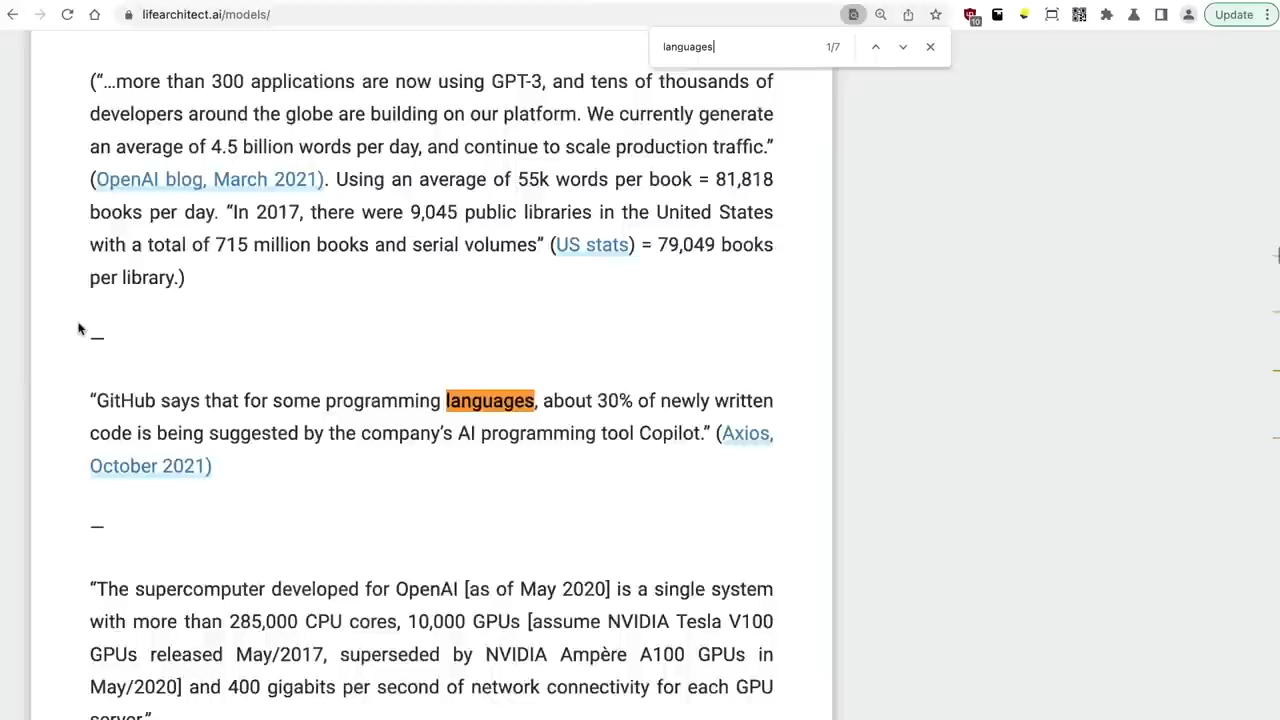 lifearchitect.ai/models/
10
Update
languages
1/7
(“…more than 300 applications are now using GPT-3, and tens of thousands of
developers around the globe are building on our platform. We currently generate
an average of 4.5 billion words per day, and continue to scale production traffic.”
(OpenAI blog, March 2021). Using an average of 55k words per book = 81,818
books per day. “In 2017, there were 9,045 public libraries in the United States
with a total of 715 million books and serial volumes” (US stats) = 79,049 books
per library.)
—
“GitHub says that for some programming languages, about 30% of newly written
code is being suggested by the company’s AI programming tool Copilot.” (Axios,
October 2021)
—
“The supercomputer developed for OpenAI [as of May 2020] is a single system
with more than 285,000 CPU cores, 10,000 GPUs [assume NVIDIA Tesla V100
GPUs released May/2017, superseded by NVIDIA Ampère A100 GPUs in
May/2020] and 400 gigabits per second of network connectivity for each GPU
server.”